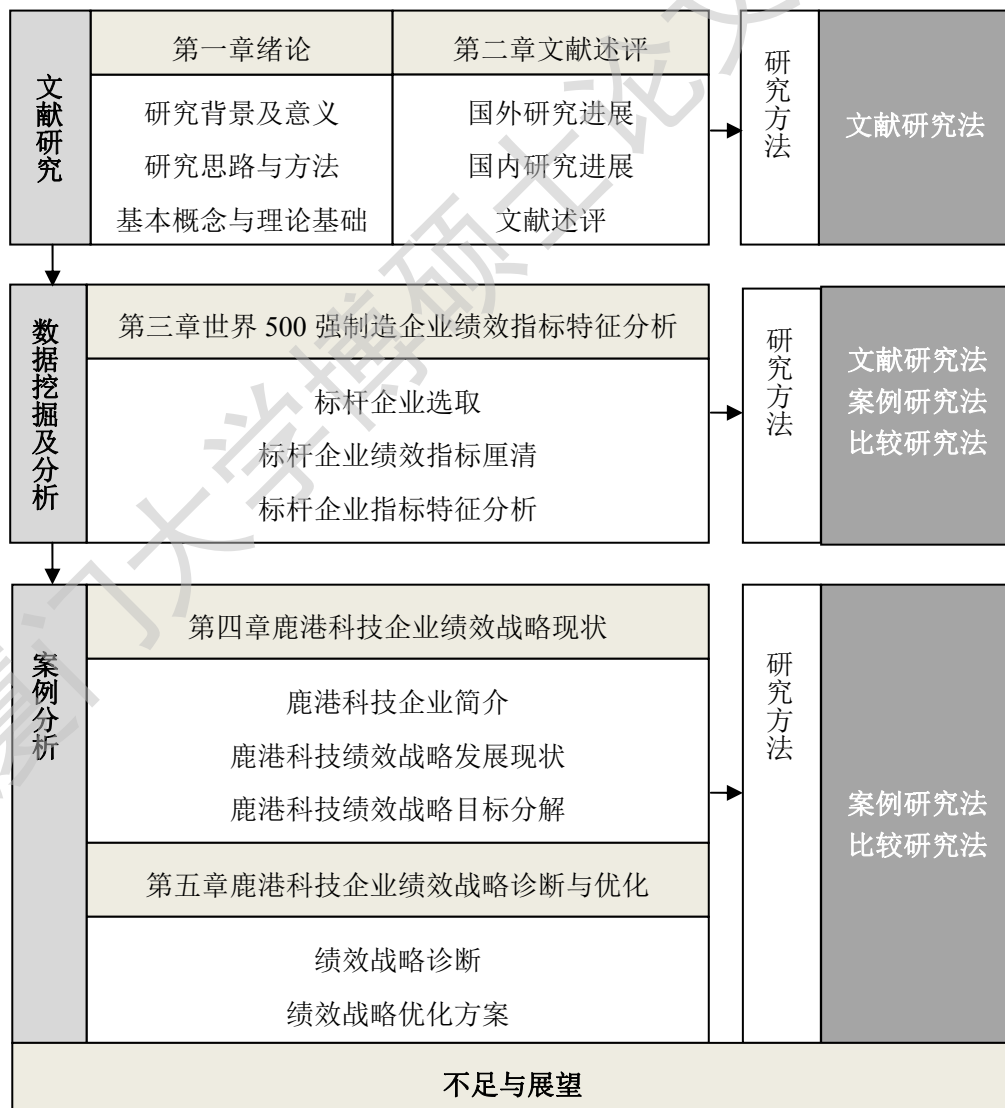 文献研究
第一章绪论
研究背景及意义
研究思路与方法
基本概念与理论基础
第二章文献述评
国外研究进展
国内研究进展
文献述评
研究方法
文献研究法
数据挖掘及分析
第三章世界 500 强制造企业绩效指标特征分析
标杆企业选取
标杆企业绩效指标厘清
标杆企业指标特征分析
研究方法
文献研究法
案例研究法
比较研究法
案例分析
第四章鹿港科技企业绩效战略现状
鹿港科技企业简介
鹿港科技绩效战略发展现状
鹿港科技绩效战略目标分解
第五章鹿港科技企业绩效战略诊断与优化
绩效战略诊断
绩效战略优化方案
研究方法
案例研究法
比较研究法
不足与展望
厦门大学博硕士论文